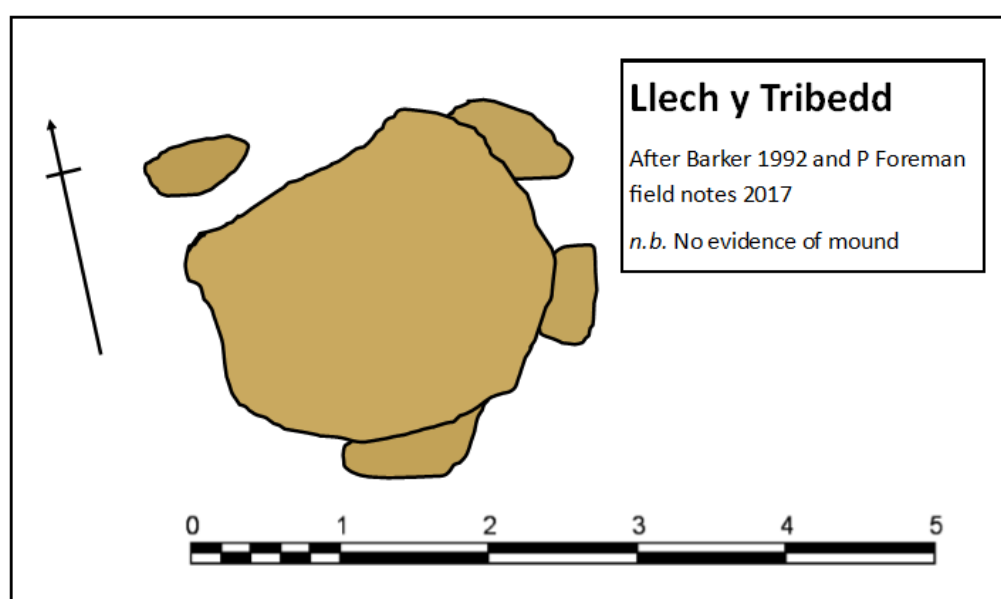 Llech y Tribedd
After Barker 1992 and P Foreman
field notes 2017
n.b. No evidence of mound
0 1 2 3 4 5